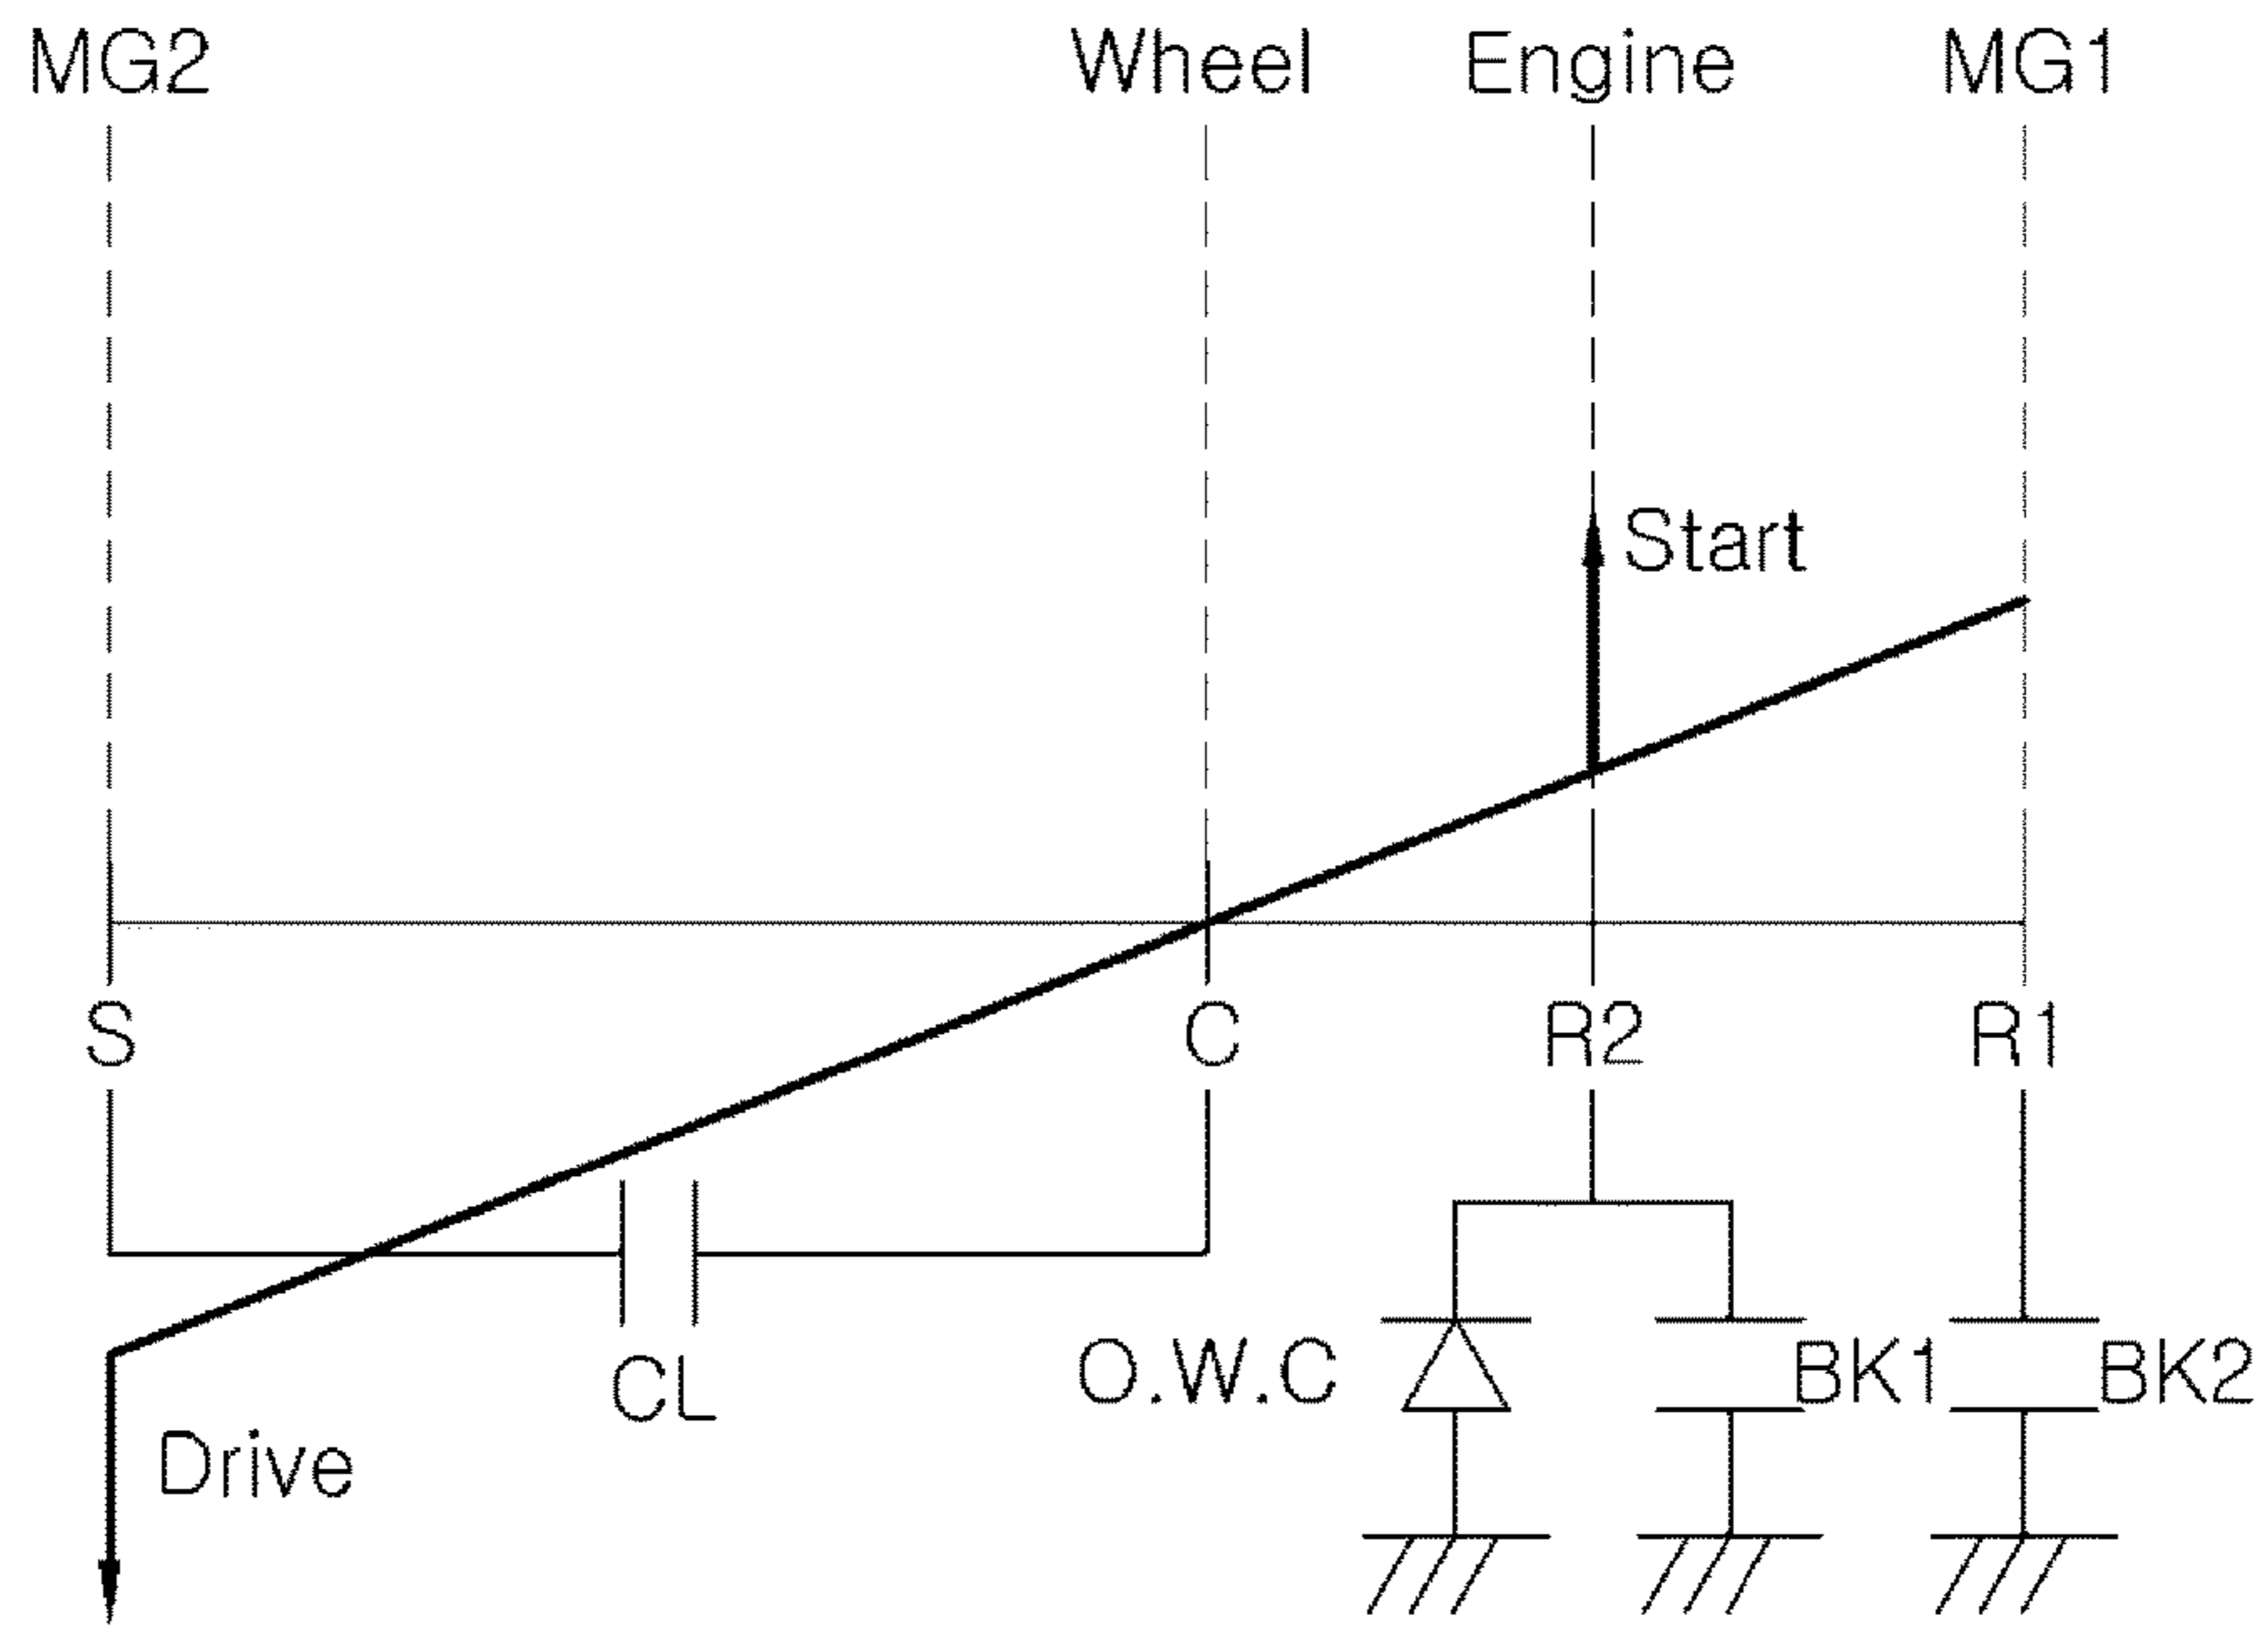 MG2 Wheel Engine MG1
Start
S C R2 R1
O.W.C BK1 BK2
CL
Drive